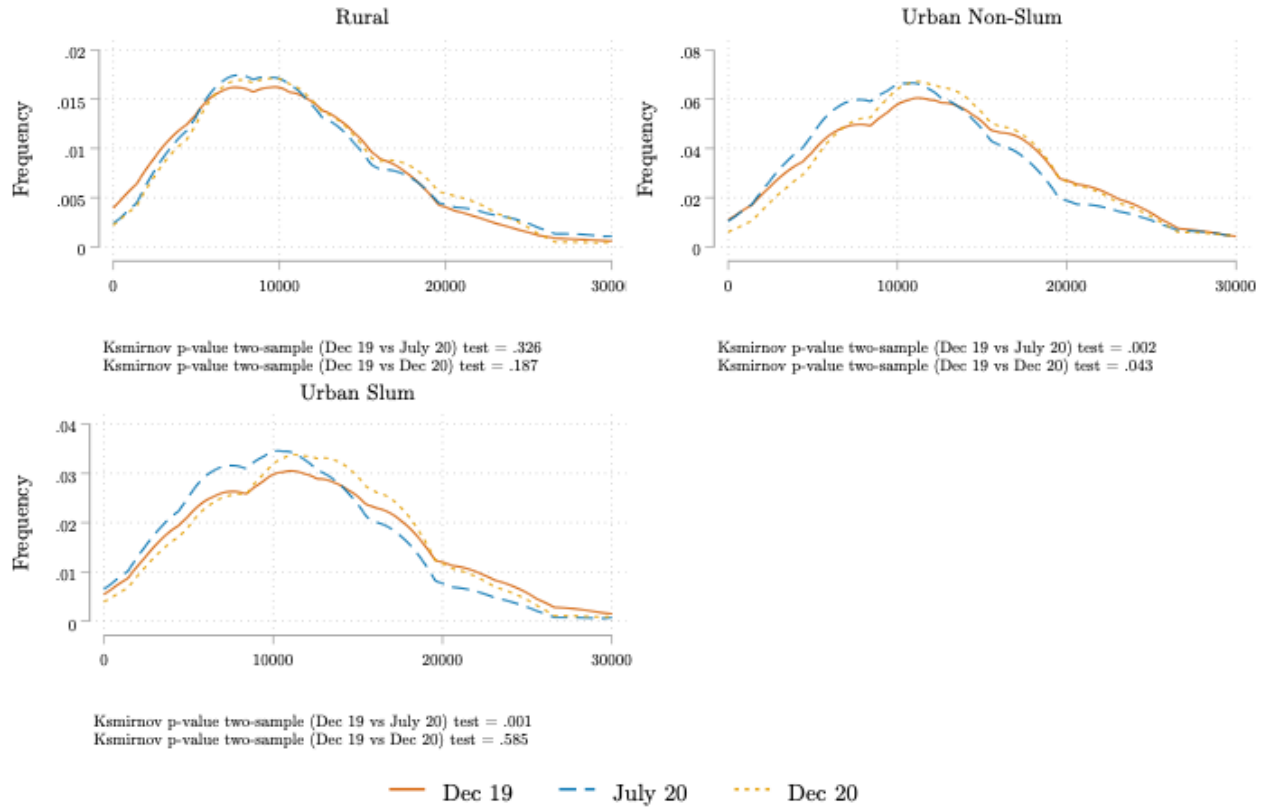 Rural
Frequency
.02
.015
.01
.005
0
0 10000 20000 30000
Ksmirnov p-value two-sample (Dec 19 vs July 20) test = .326
Ksmirnov p-value two-sample (Dec 19 vs Dec 20) test = .187
Urban Non-Slum
Frequency
.08
.06
.04
.02
0
0 10000 20000 30000
Ksmirnov p-value two-sample (Dec 19 vs July 20) test = .002
Ksmirnov p-value two-sample (Dec 19 vs Dec 20) test = .043
Urban Slum
Frequency
.04
.03
.02
.01
0
0 10000 20000 30000
Ksmirnov p-value two-sample (Dec 19 vs July 20) test = .001
Ksmirnov p-value two-sample (Dec 19 vs Dec 20) test = .585
Dec 19 July 20 Dec 20